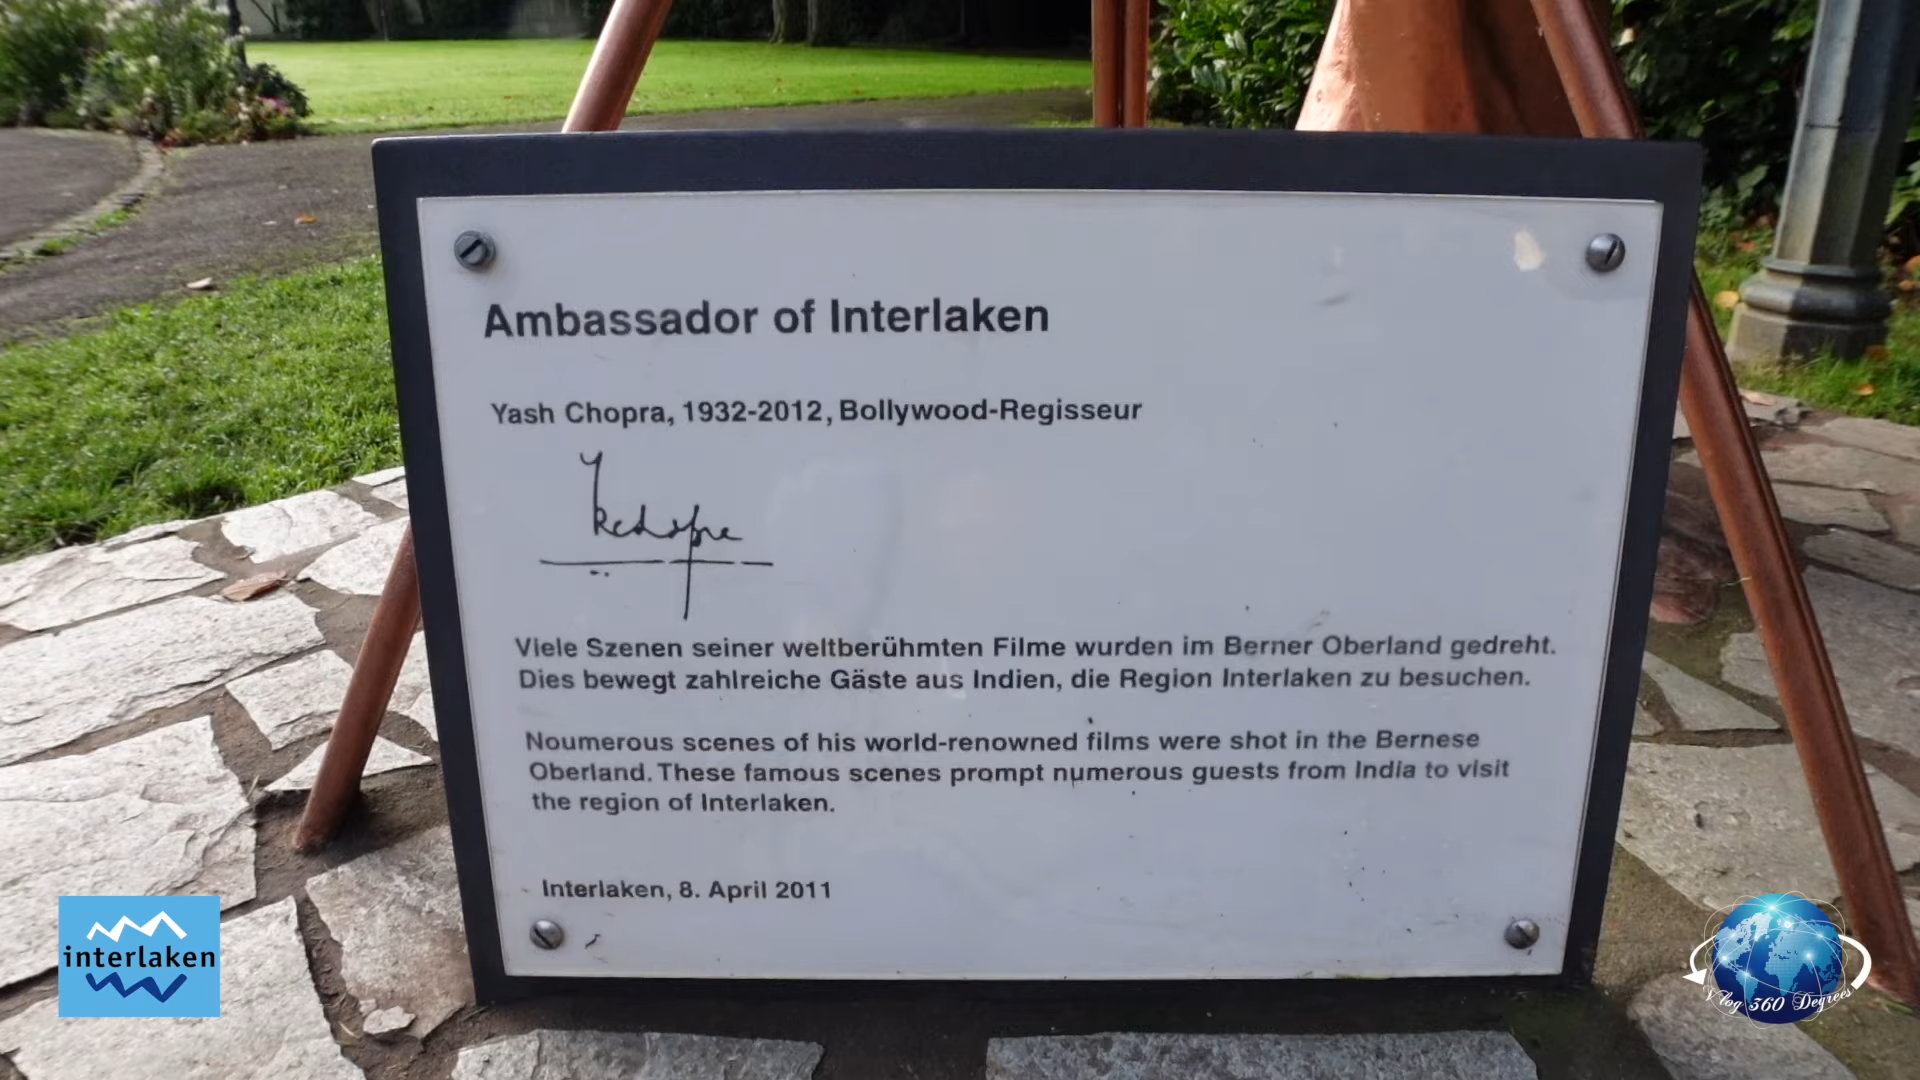 Ambassador of Interlaken
Yash Chopra, 1932-2012, Bollywood-Regisseur
Viele Szenen seiner weltberühmten Filme wurden im Berner Oberland gedreht.
Dies bewegt zahlreiche Gäste aus Indien, die Region Interlaken zu besuchen.
Noumerous scenes of his world-renowned films were shot in the Bernese
Oberland. These famous scenes prompt numerous guests from India to visit
the region of Interlaken.
Interlaken, 8. April 2011
interlaken
Vlog 360 Degrees